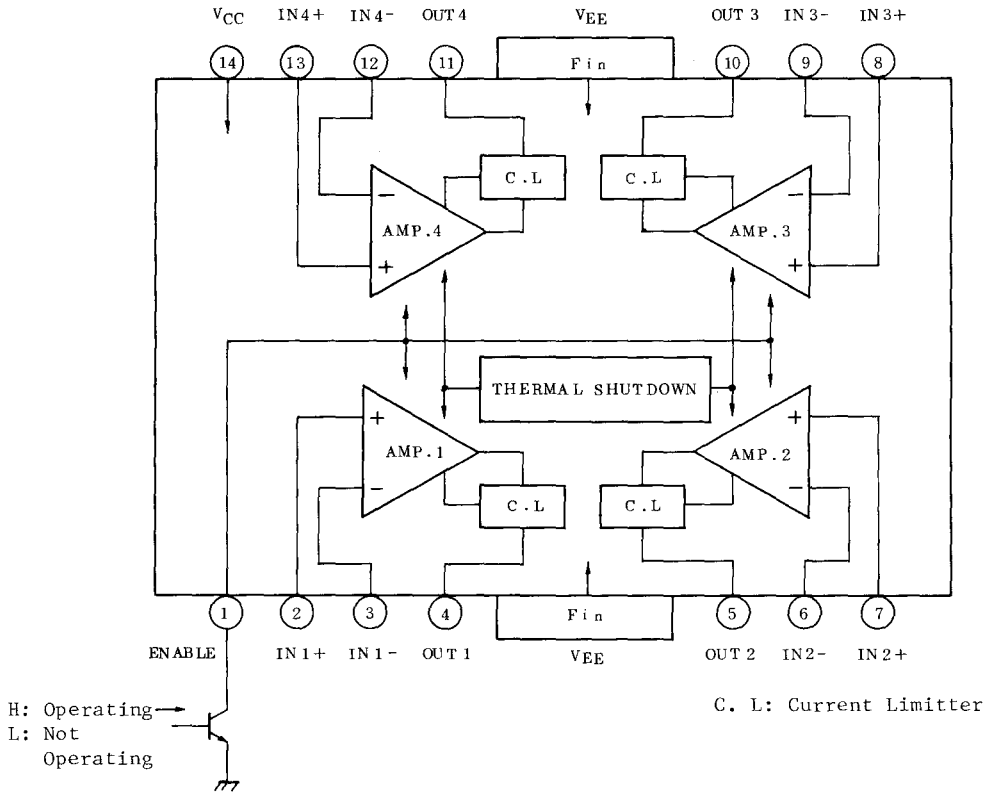 VCC IN4+ IN4- OUT4 VEE OUT3 IN3- IN3+
14 13 12 11 Fin 10 9 8
C.L C.L
- -
AMP.4 AMP.3
+ +
THERMAL SHUTDOWN
+ +
AMP.1 AMP.2
- -
C.L C.L
1 2 3 4 Fin 5 6 7
ENABLE IN1+ IN1- OUT1 VEE OUT2 IN2- IN2+
H: Operating
L: Not
Operating
C. L: Current Limitter